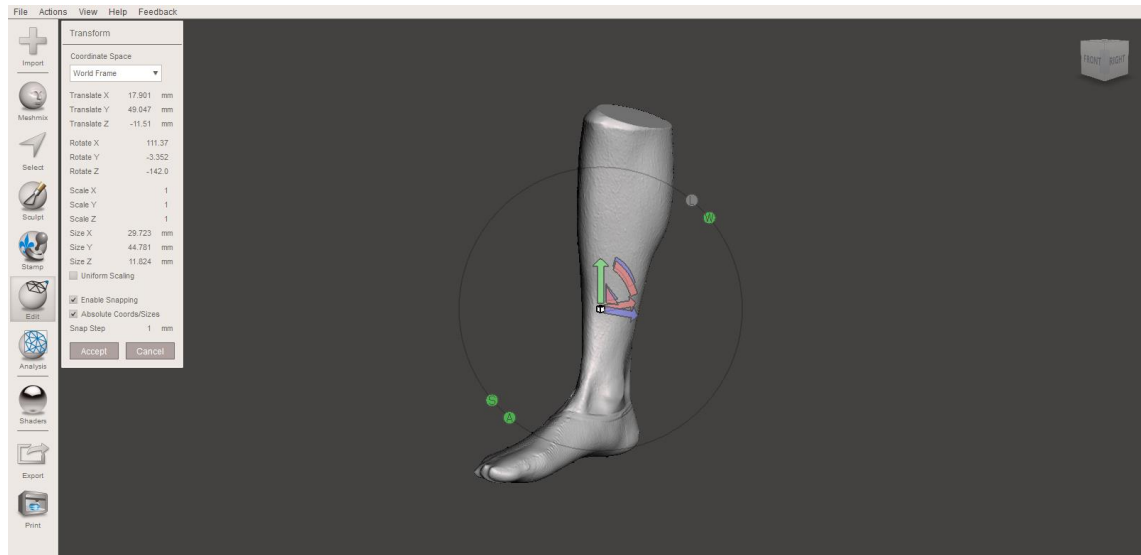 File Actions View Help Feedback
Import
Meshmix
Select
Sculpt
Stamp
Edit
Analysis
Shaders
Export
Print
Transform
Coordinate Space
World Frame
Translate X 17.901 mm
Translate Y 49.047 mm
Translate Z -11.51 mm
Rotate X 111.37
Rotate Y -3.352
Rotate Z -142.0
Scale X 1
Scale Y 1
Scale Z 1
Size X 29.723 mm
Size Y 44.781 mm
Size Z 11.824 mm
Uniform Scaling
Enable Snapping
Absolute Coords/Sizes
Snap Step 1 mm
Accept Cancel
L
W
S
A
FRONT RIGHT